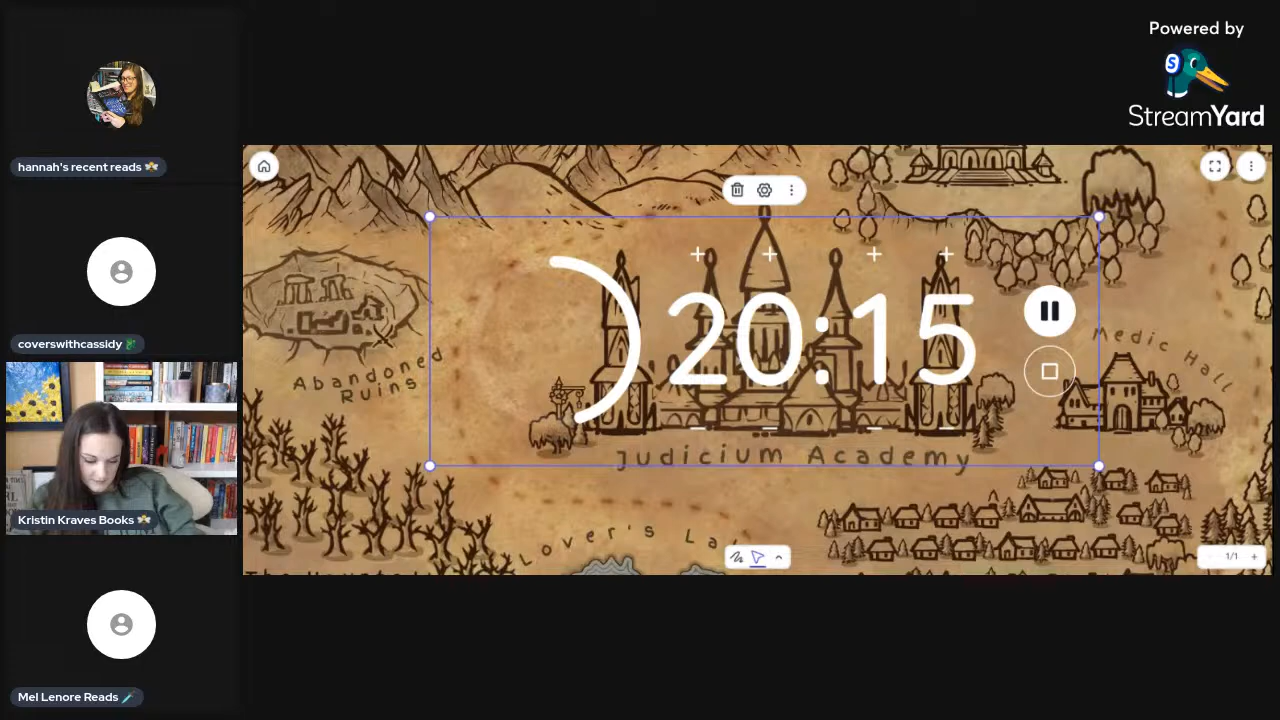 Powered by
StreamYard
hannah's recent reads
coverswithcassidy
Kristin Kraves Books
Mel Lenore Reads
20:15
Abandoned
Ruins
Medic Hall
Judicium Academy
Lover's
1/1